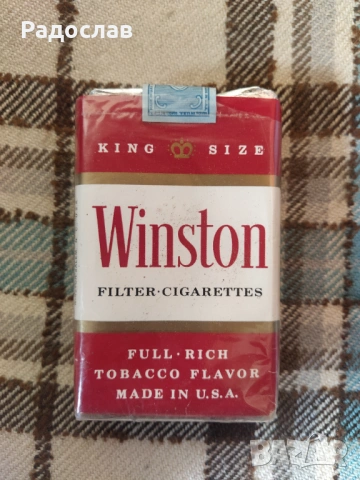 Радослав
KING SIZE
Winston
FILTER·CIGARETTES
FULL·RICH
TOBACCO FLAVOR
MADE IN U.S.A.